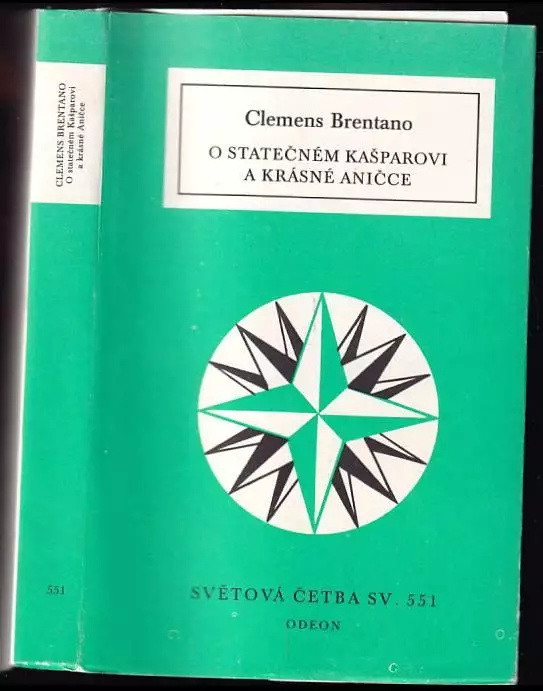 CLEMENS BRENTANO
O statečném Kašparovi
a krásné Aničce
551
Clemens Brentano
O STATEČNÉM KAŠPAROVI
A KRÁSNÉ ANIČCE
SVĚTOVÁ ČETBA SV. 551
ODEON